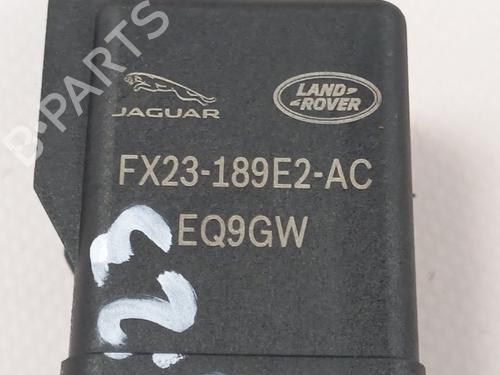 B-PARTS
JAGUAR
LAND-
-ROVER
FX23-189E2-AC
EQ9GW